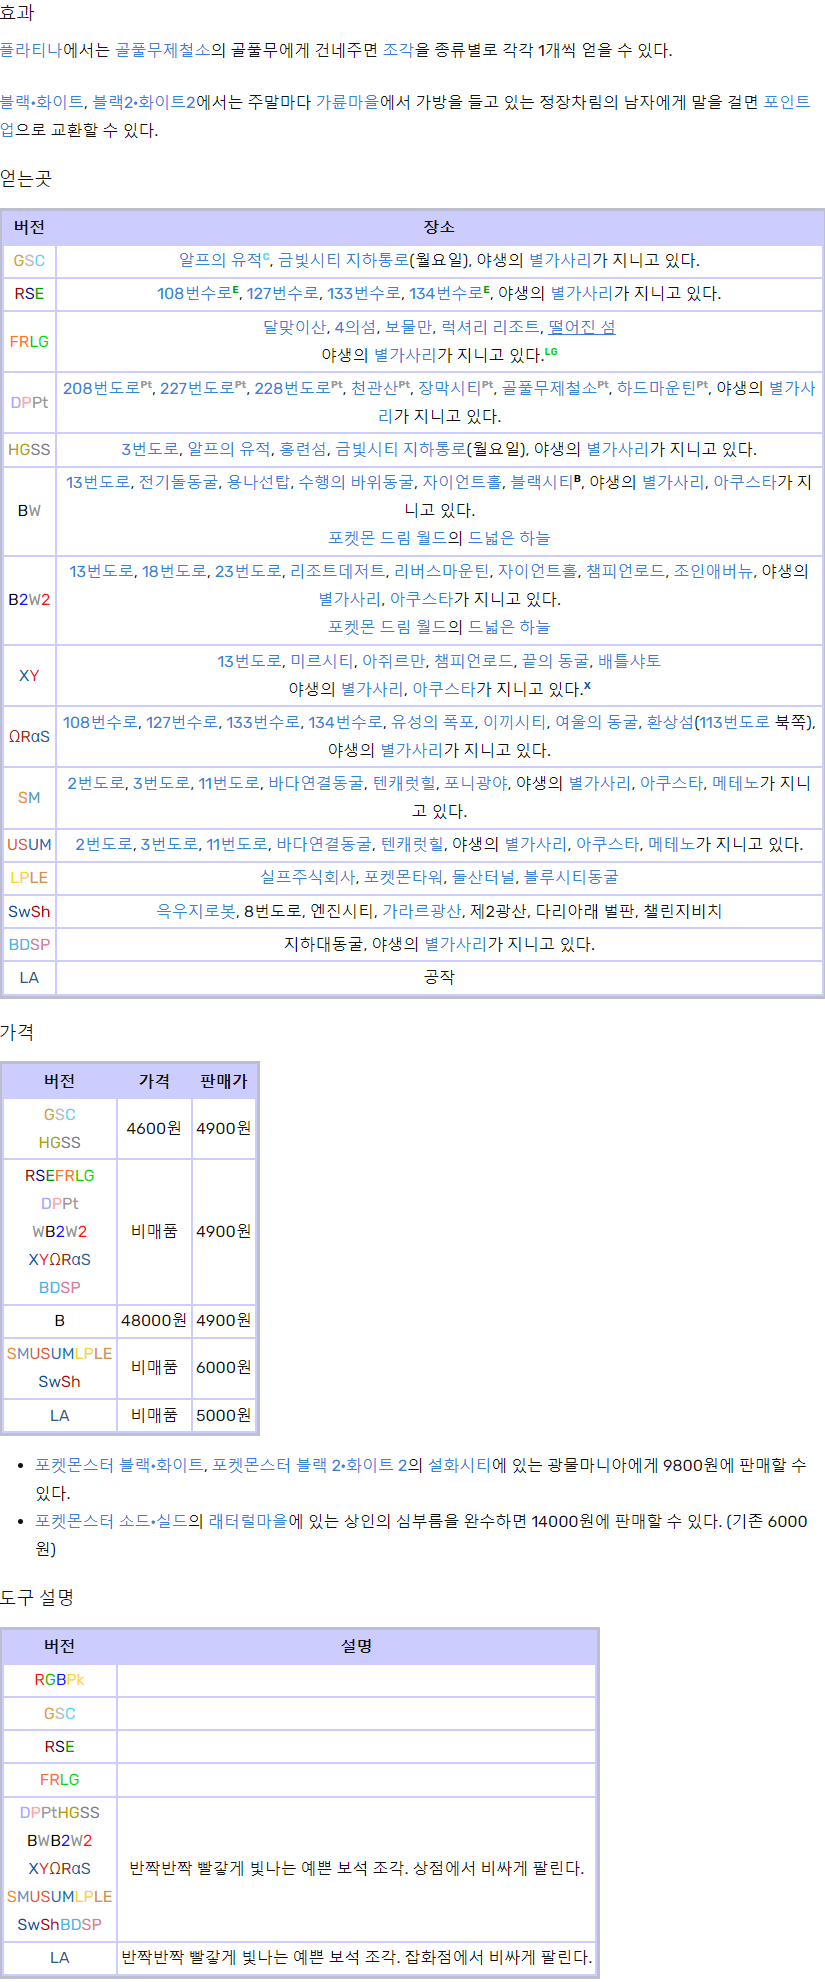 효과
플라티나에서는 골풀무제철소의 골풀무에게 건네주면 조각을 종류별로 각각 1개씩 얻을 수 있다.
블랙·화이트, 블랙2·화이트2에서는 주말마다 가륜마을에서 가방을 들고 있는 정장차림의 남자에게 말을 걸면 포인트
업으로 교환할 수 있다.
얻는곳
버전 장소
GSC 알프의 유적C, 금빛시티 지하통로(월요일), 야생의 별가사리가 지니고 있다.
RSE 108번수로E, 127번수로, 133번수로, 134번수로E, 야생의 별가사리가 지니고 있다.
FRLG 달맞이산, 4의섬, 보물만, 럭셔리 리조트, 떨어진 섬
야생의 별가사리가 지니고 있다.LG
DPPt 208번도로Pt, 227번도로Pt, 228번도로Pt, 천관산Pt, 장막시티Pt, 골풀무제철소Pt, 하드마운틴Pt, 야생의 별가사
리가 지니고 있다.
HGSS 3번도로, 알프의 유적, 홍련섬, 금빛시티 지하통로(월요일), 야생의 별가사리가 지니고 있다.
BW 13번도로, 전기돌동굴, 용나선탑, 수행의 바위동굴, 자이언트홀, 블랙시티B, 야생의 별가사리, 아쿠스타가 지
니고 있다.
포켓몬 드림 월드의 드넓은 하늘
B2W2 13번도로, 18번도로, 23번도로, 리조트데저트, 리버스마운틴, 자이언트홀, 챔피언로드, 조인애버뉴, 야생의
별가사리, 아쿠스타가 지니고 있다.
포켓몬 드림 월드의 드넓은 하늘
XY 13번도로, 미르시티, 아쥐르만, 챔피언로드, 끝의 동굴, 배틀샤토
야생의 별가사리, 아쿠스타가 지니고 있다.X
ΩRαS 108번수로, 127번수로, 133번수로, 134번수로, 유성의 폭포, 이끼시티, 여울의 동굴, 환상섬(113번도로 북쪽),
야생의 별가사리가 지니고 있다.
SM 2번도로, 3번도로, 11번도로, 바다연결동굴, 텐캐럿힐, 포니광야, 야생의 별가사리, 아쿠스타, 메테노가 지니
고 있다.
USUM 2번도로, 3번도로, 11번도로, 바다연결동굴, 텐캐럿힐, 야생의 별가사리, 아쿠스타, 메테노가 지니고 있다.
LPLE 실프주식회사, 포켓몬타워, 돌산터널, 블루시티동굴
SwSh 윽우지로봇, 8번도로, 엔진시티, 가라르광산, 제2광산, 다리아래 벌판, 챌린지비치
BDSP 지하대동굴, 야생의 별가사리가 지니고 있다.
LA 공작
가격
버전 가격 판매가
GSC
HGSS 4600원 4900원
RSEFRLG
DPPt
WB2W2 비매품 4900원
XYΩRαS
BDSP
B 48000원 4900원
SMUSUMLPLE
SwSh 비매품 6000원
LA 비매품 5000원
• 포켓몬스터 블랙·화이트, 포켓몬스터 블랙 2·화이트 2의 설화시티에 있는 광물마니아에게 9800원에 판매할 수
있다.
• 포켓몬스터 소드·실드의 래터럴마을에 있는 상인의 심부름을 완수하면 14000원에 판매할 수 있다. (기존 6000
원)
도구 설명
버전 설명
RGBPk
GSC
RSE
FRLG
DPPtHGSS
BWB2W2
XYΩRαS 반짝반짝 빨갛게 빛나는 예쁜 보석 조각. 상점에서 비싸게 팔린다.
SMUSUMLPLE
SwShBDSP
LA 반짝반짝 빨갛게 빛나는 예쁜 보석 조각. 잡화점에서 비싸게 팔린다.